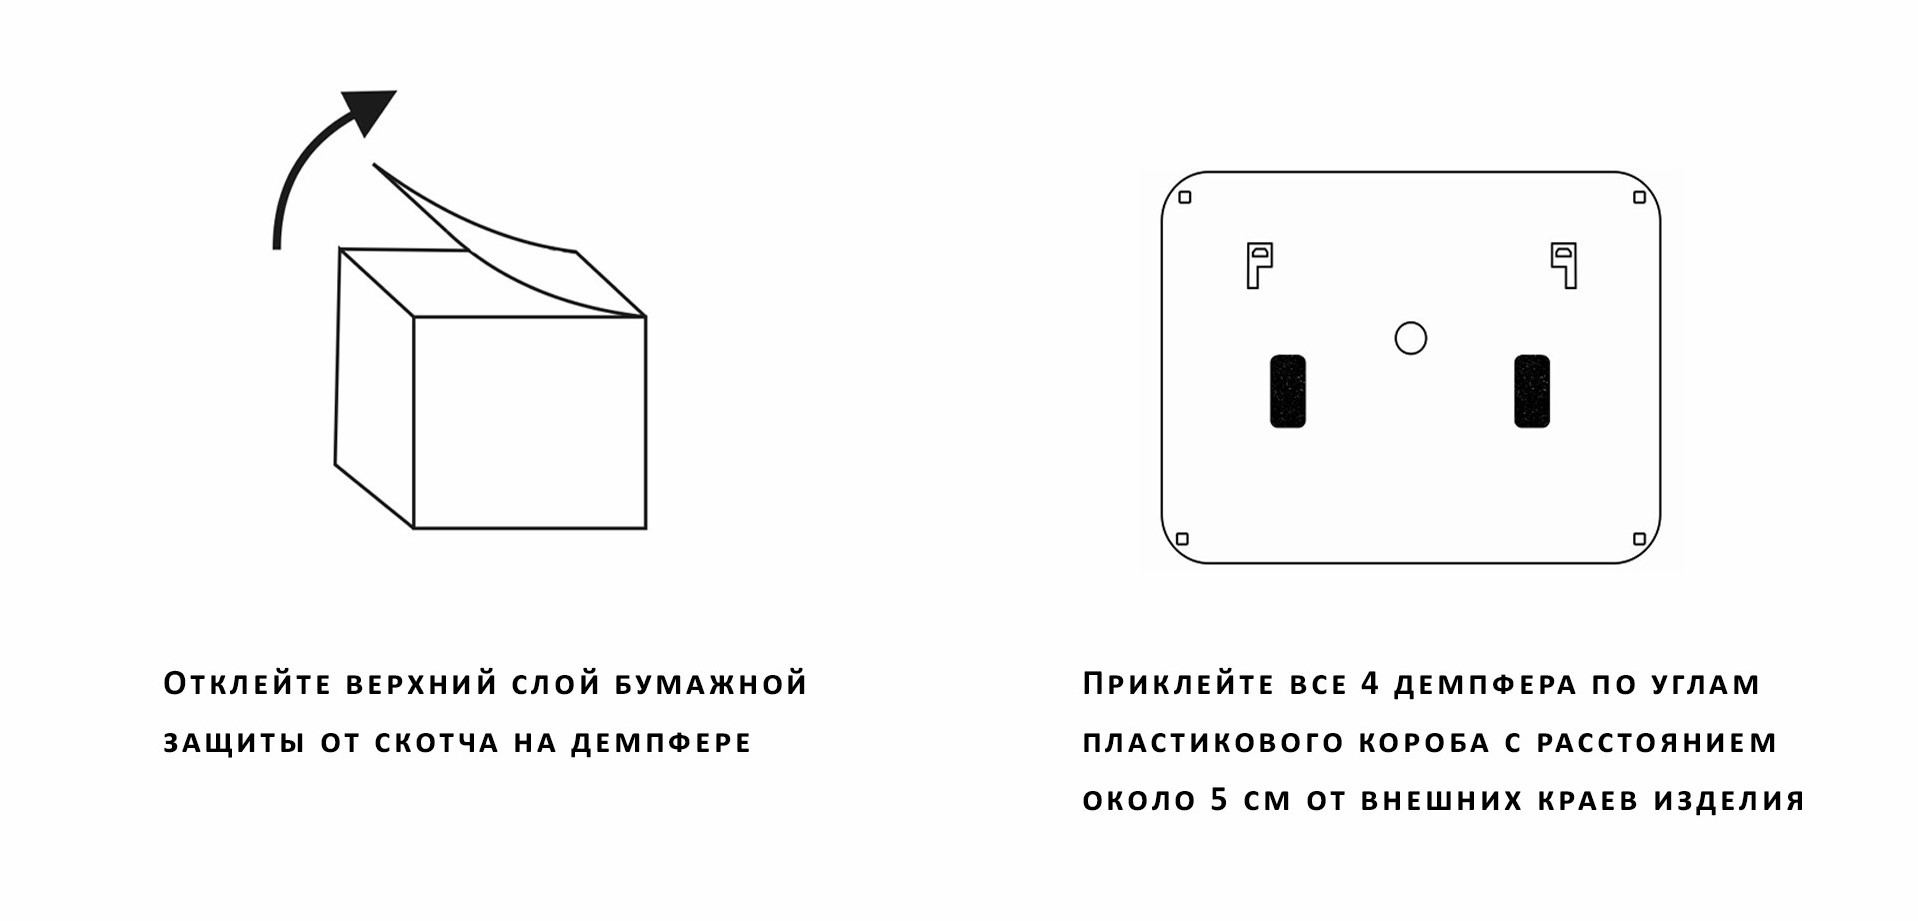 Отклейте верхний слой бумажной
защиты от скотча на демпфере
Приклейте все 4 демпфера по углам
пластикового короба с расстоянием
около 5 см от внешних краев изделия